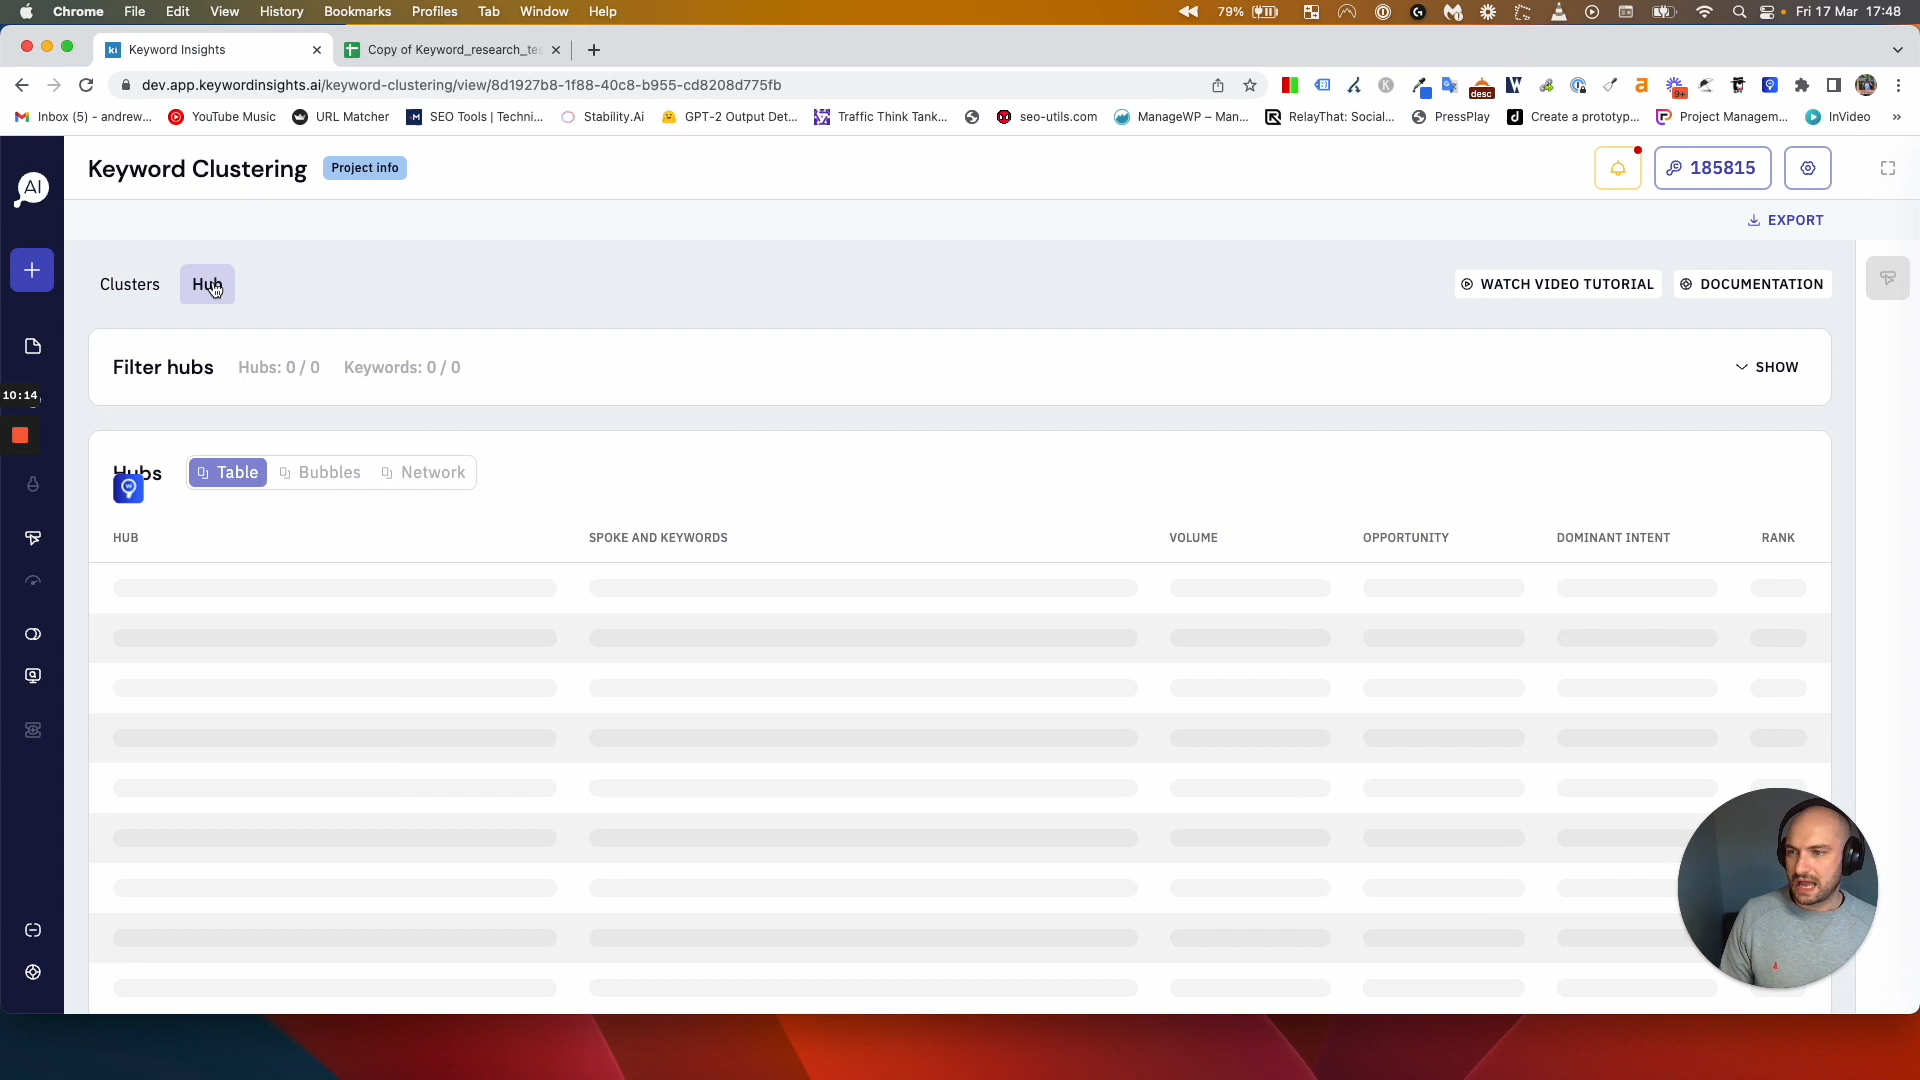 Chrome File Edit View History Bookmarks Profiles Tab Window Help 79% Fri 17 Mar 17:48
ki Keyword Insights Copy of Keyword_research_tes
dev.app.keywordinsights.ai/keyword-clustering/view/8d1927b8-1f88-40c8-b955-cd8208d775fb K desc W a 9+
Inbox (5) - andrew... YouTube Music URL Matcher SEO Tools | Techni... Stability.Ai GPT-2 Output Det... Traffic Think Tank... seo-utils.com ManageWP – Man... RelayThat: Social... PressPlay Create a prototyp... Project Managem... InVideo »
AI
Keyword Clustering Project info 185815
EXPORT
Clusters Hub WATCH VIDEO TUTORIAL DOCUMENTATION
Filter hubs Hubs: 0 / 0 Keywords: 0 / 0 SHOW
10:14
Hubs Table Bubbles Network
HUB SPOKE AND KEYWORDS VOLUME OPPORTUNITY DOMINANT INTENT RANK